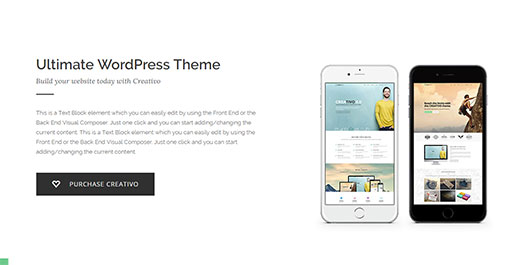 Ultimate WordPress Theme
Build your website today with Creativo
This is a Text Block element which you can easily edit by using the Front End or the
Back End Visual Composer. Just one click and you can start adding/changing the
current content. This is a Text Block element which you can easily edit by using the
Front End or the Back End Visual Composer. Just one click and you can start
adding/changing the current content
PURCHASE CREATIVO